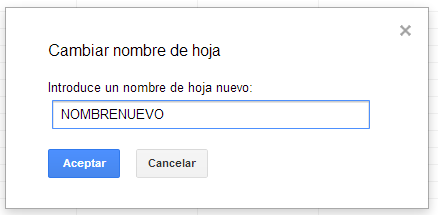 Cambiar nombre de hoja
Introduce un nombre de hoja nuevo:
NOMBRENUEVO
Aceptar Cancelar